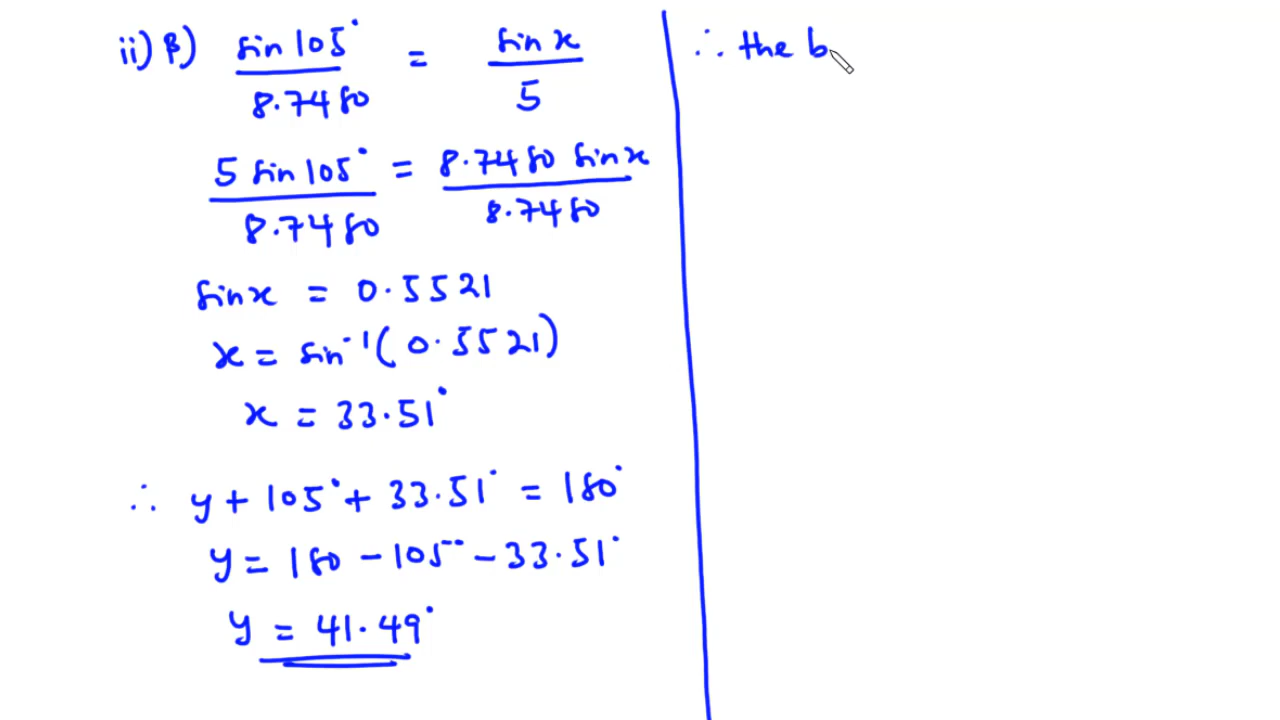 ii) β) sin 105° / 8.7480 = sin x / 5
5 sin 105° / 8.7480 = 8.7480 sin x / 8.7480
sin x = 0.5521
x = sin⁻¹(0.5521)
x = 33.51°
∴ y + 105° + 33.51° = 180°
y = 180 - 105° - 33.51°
y = 41.49°
∴ the b